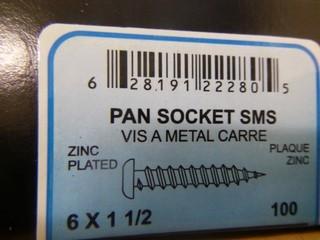 6 28191 22280 5
PAN SOCKET SMS
VIS A METAL CARRE
ZINC PLATED
PLAQUE ZINC
6 X 1 1/2
100